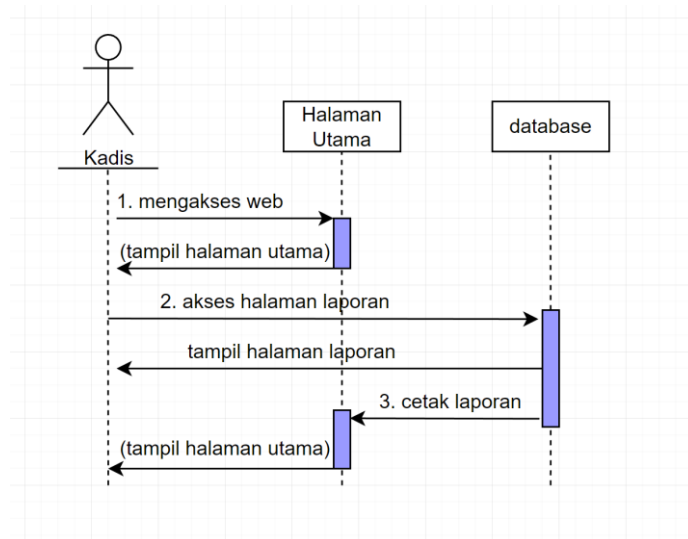 Halaman
Utama
database
Kadis
1. mengakses web
(tampil halaman utama)
2. akses halaman laporan
tampil halaman laporan
3. cetak laporan
(tampil halaman utama)